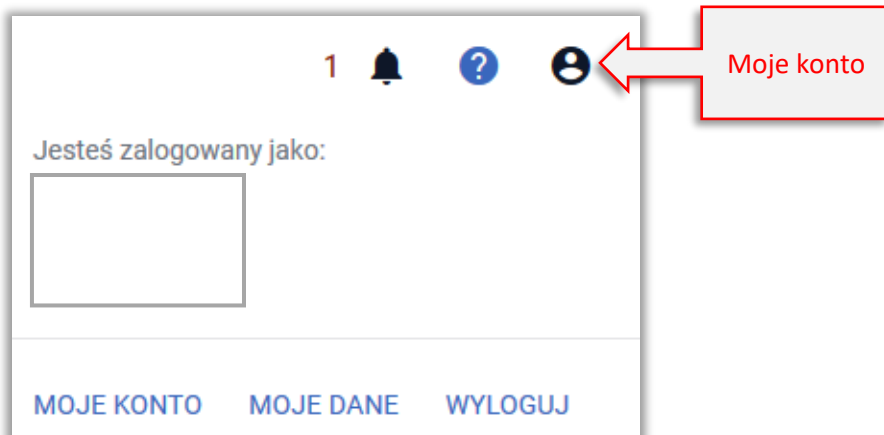 1 ?
Moje konto
Jesteś zalogowany jako:
MOJE KONTO MOJE DANE WYLOGUJ